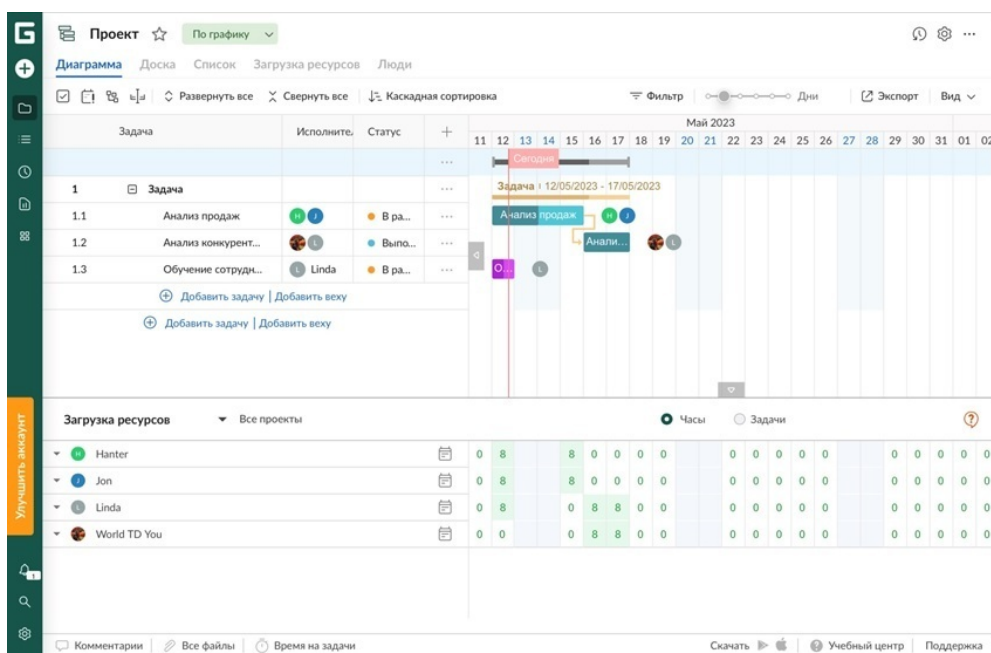 Проект По графику
Диаграмма Доска Список Загрузка ресурсов Люди
Развернуть все Свернуть все Каскадная сортировка Фильтр Дни Экспорт Вид
Задача Исполните. Статус Май 2023
11 12 13 14 15 16 17 18 19 20 21 22 23 24 25 26 27 28 29 30 31 01 02
Сегодня
1 Задача Задача 12/05/2023 - 17/05/2023
1.1 Анализ продаж H J В ра... Анализ продаж H J
1.2 Анализ конкурент... L Выпо... Анали... L
1.3 Обучение сотрудн... L Linda В ра... О... L
Добавить задачу | Добавить веху
Добавить задачу | Добавить веху
Улучшить аккаунт
Загрузка ресурсов Все проекты Часы Задачи ?
H Hanter 0 8 8 0 0 0 0 0 0 0 0 0 0 0 0 0 0
J Jon 0 8 8 0 0 0 0 0 0 0 0 0 0 0 0 0 0
L Linda 0 8 0 8 8 0 0 0 0 0 0 0 0 0 0 0 0
World TD You 0 0 0 8 8 0 0 0 0 0 0 0 0 0 0 0 0
1
Комментарии Все файлы Время на задачи Скачать Учебный центр Поддержка